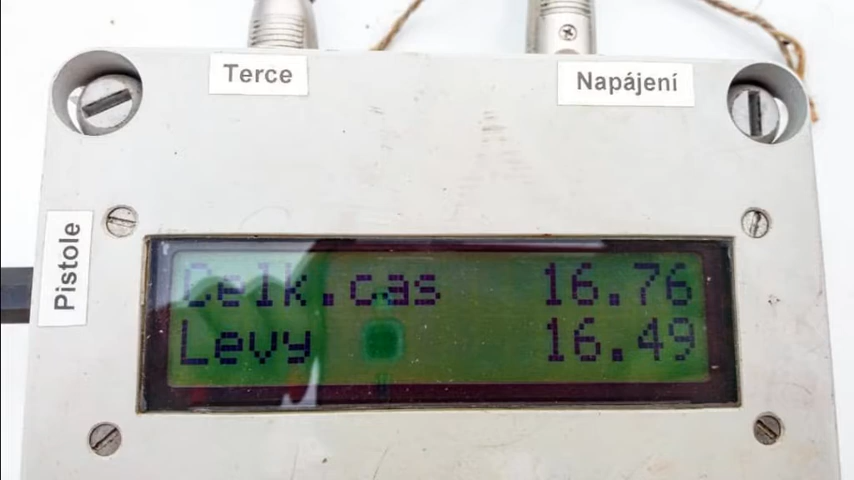 Terce
Napájení
Pistole
Celk.cas 16.76
Levy 16.49